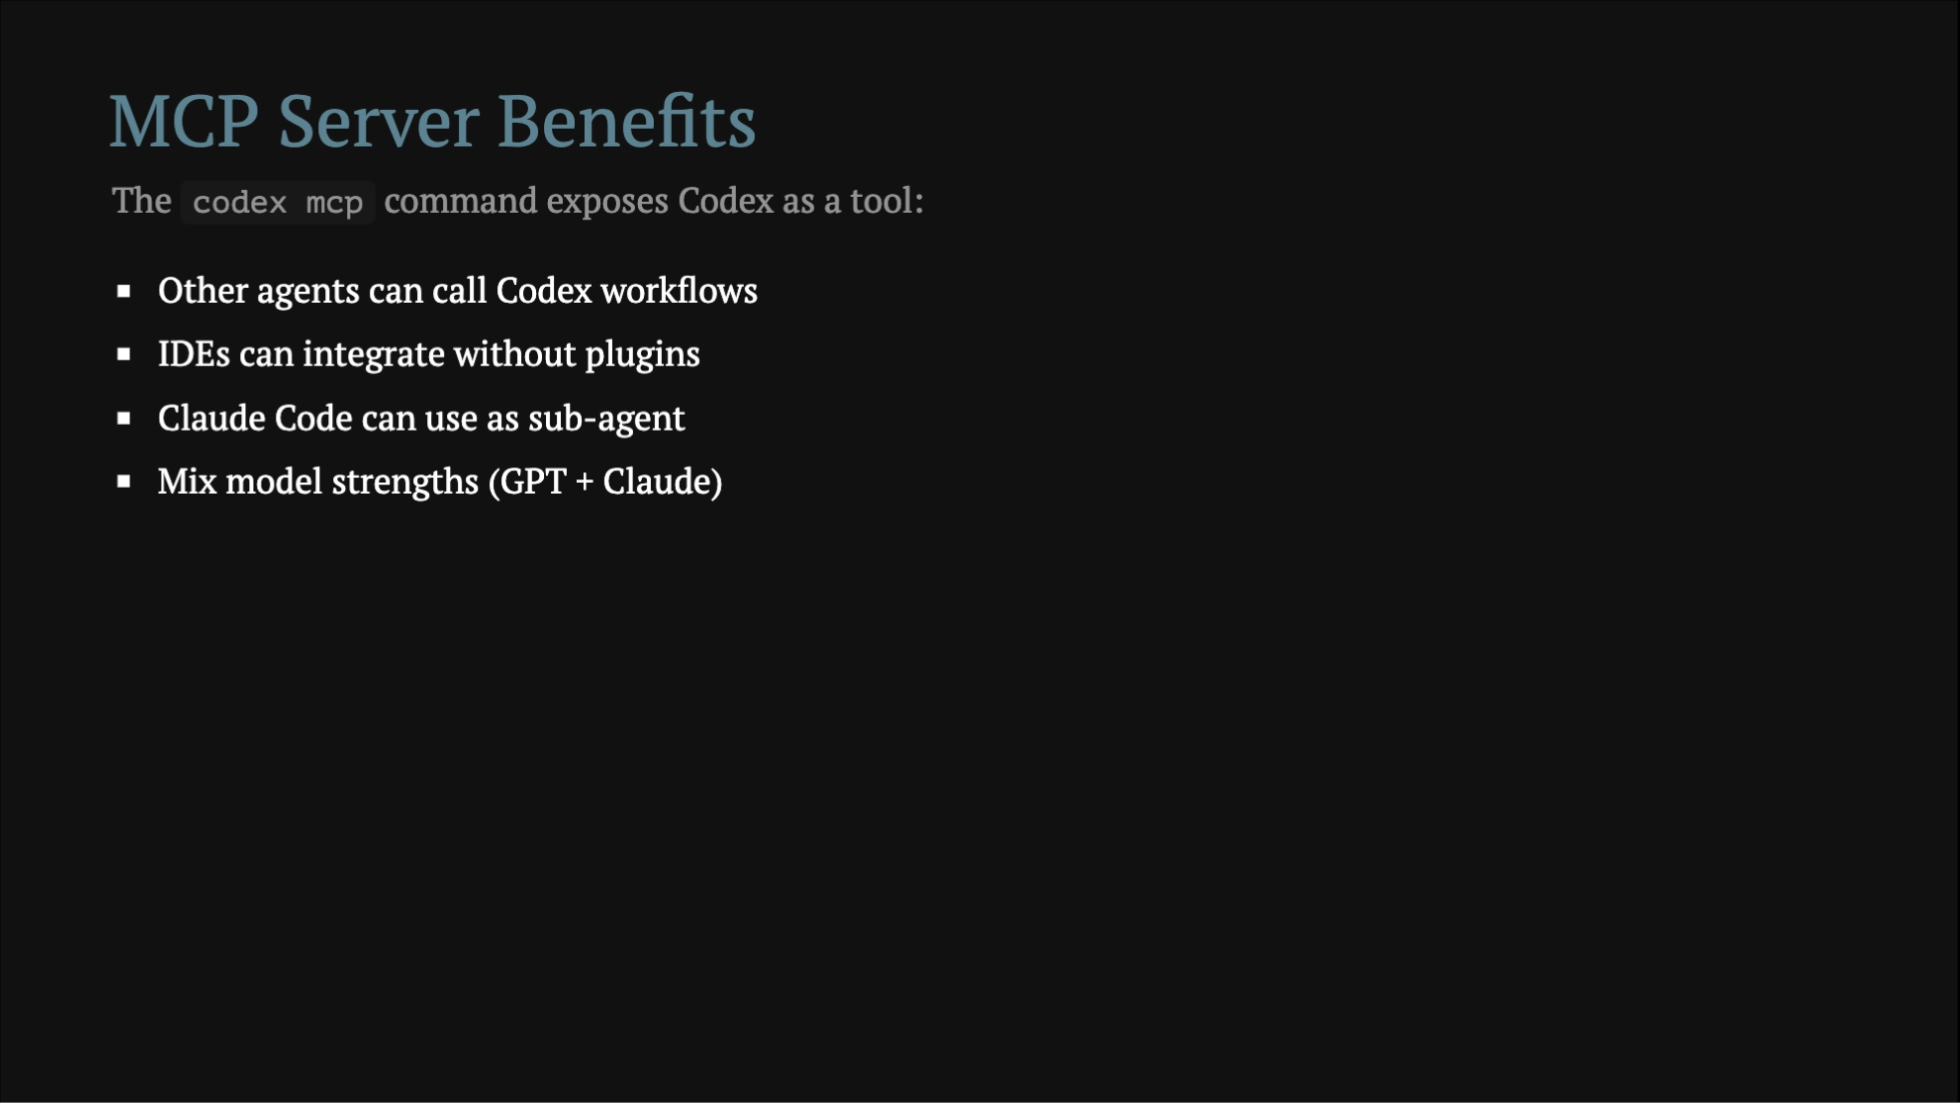 MCP Server Benefits
The codex mcp command exposes Codex as a tool:
▪ Other agents can call Codex workflows
▪ IDEs can integrate without plugins
▪ Claude Code can use as sub-agent
▪ Mix model strengths (GPT + Claude)